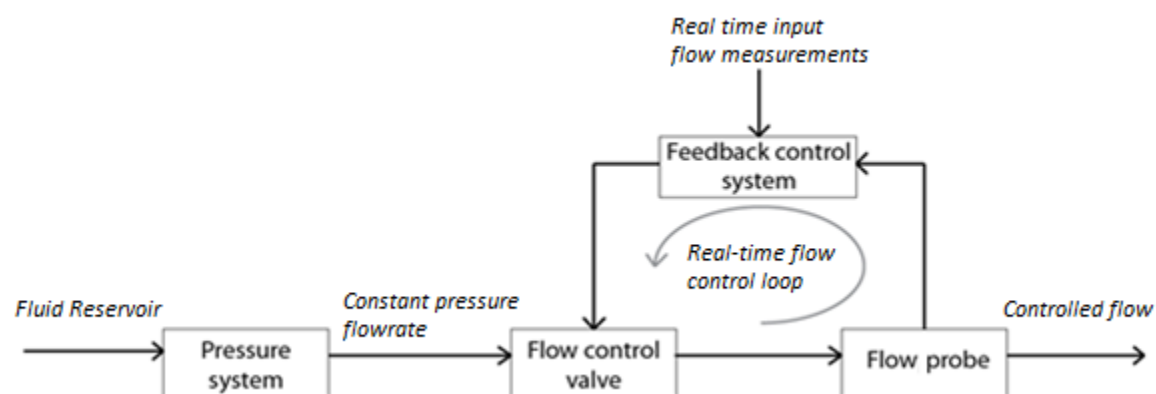 Real time input
flow measurements
Feedback control
system
Real-time flow
control loop
Fluid Reservoir
Constant pressure
flowrate
Controlled flow
Pressure
system
Flow control
valve
Flow probe